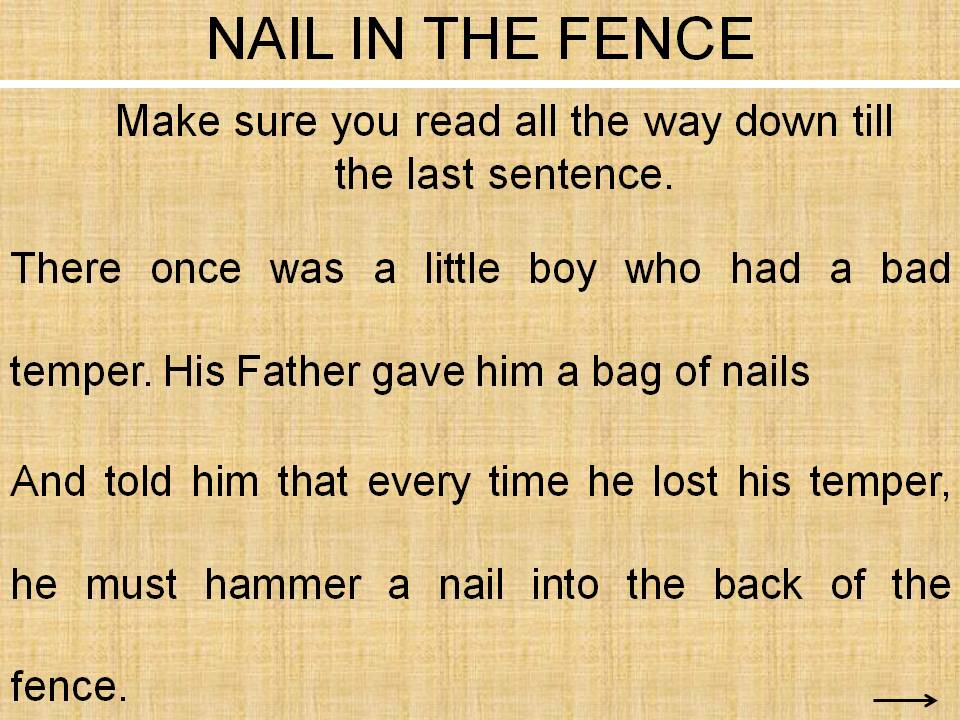 NAIL IN THE FENCE
Make sure you read all the way down till
the last sentence.
There once was a little boy who had a bad
temper. His Father gave him a bag of nails
And told him that every time he lost his temper,
he must hammer a nail into the back of the
fence.